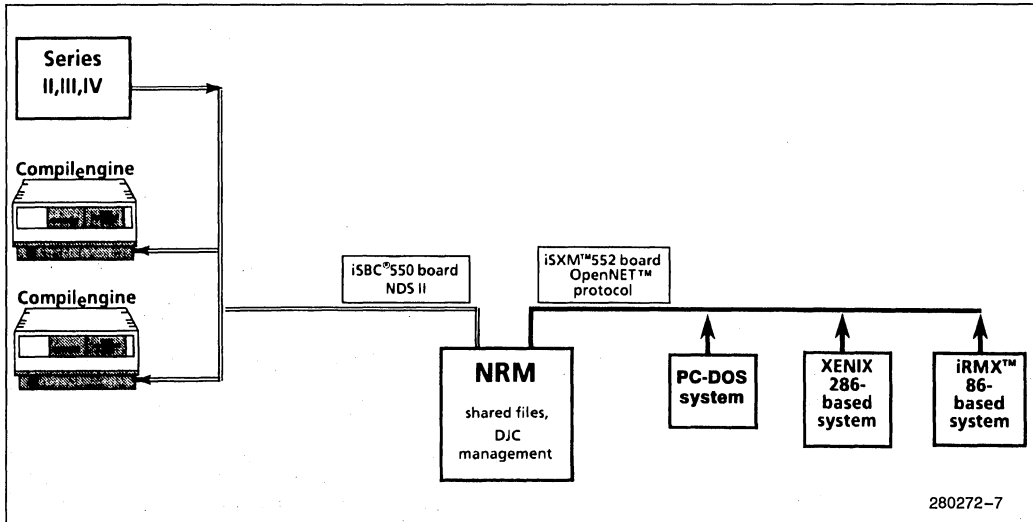 Series
II,III,IV
Compilengine
Compilengine
iSBC®550 board
NDS II
iSXM™552 board
OpenNET™
protocol
NRM
shared files,
DJC
management
PC-DOS
system
XENIX
286-
based
system
iRMX™
86-
based
system
280272-7